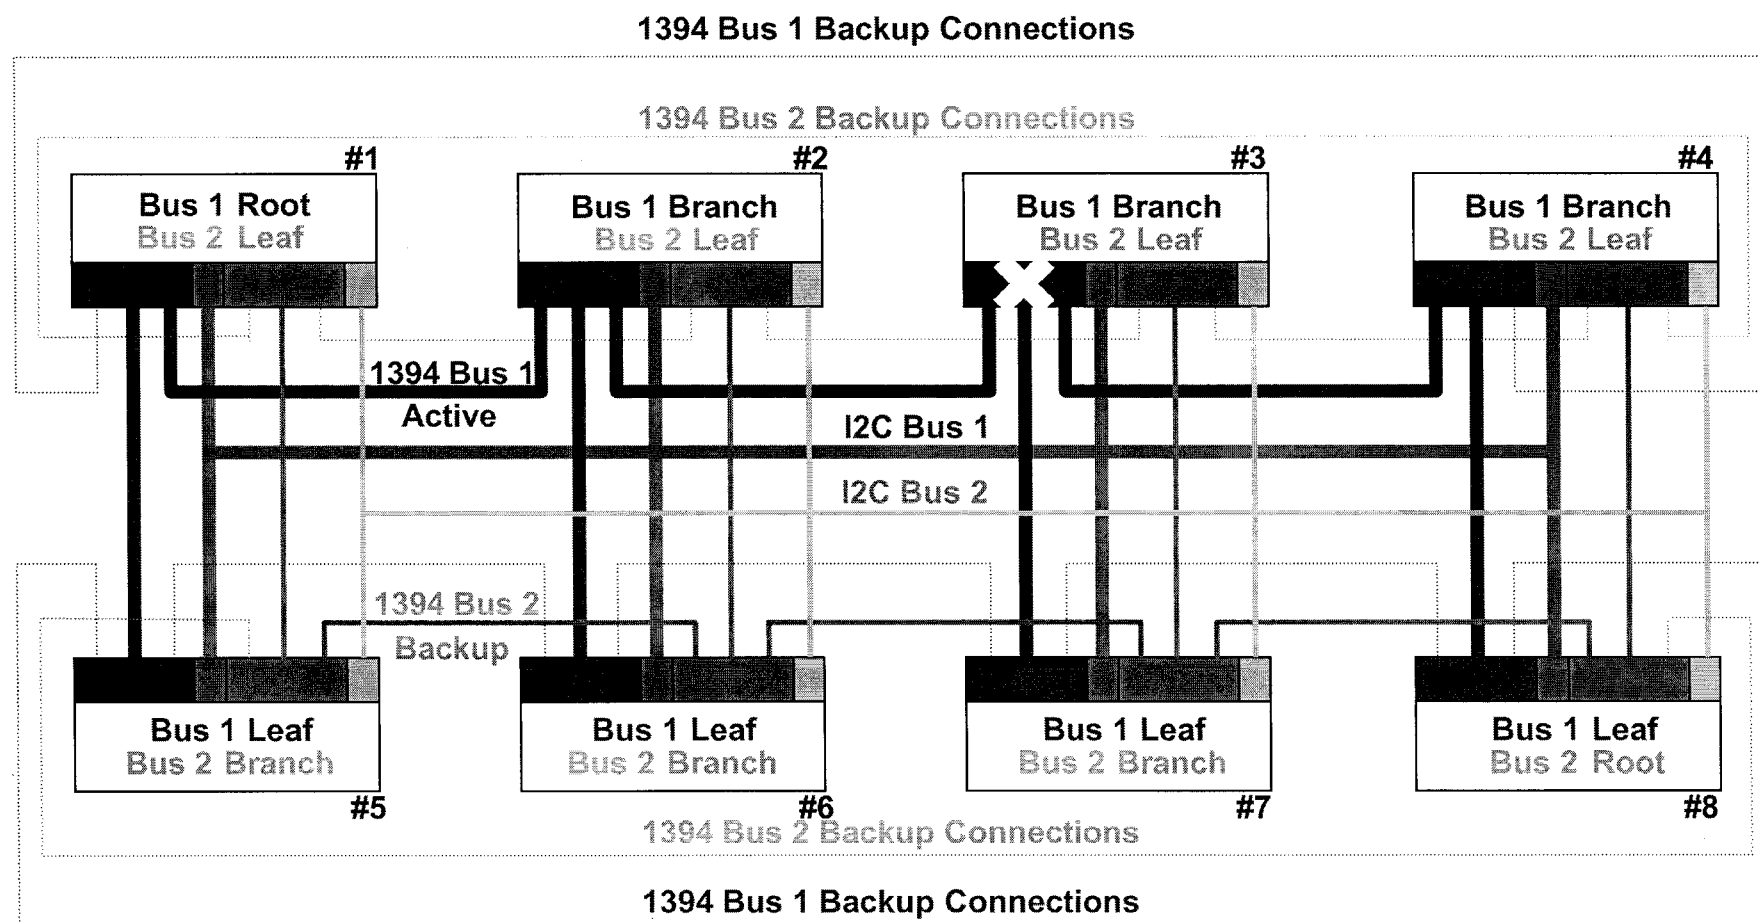 1394 Bus 1 Backup Connections
1394 Bus 2 Backup Connections
#1 #2 #3 #4
Bus 1 Root Bus 1 Branch Bus 1 Branch Bus 1 Branch
Bus 2 Leaf Bus 2 Leaf Bus 2 Leaf Bus 2 Leaf
1394 Bus 1
Active
I2C Bus 1
I2C Bus 2
1394 Bus 2
Backup
Bus 1 Leaf Bus 1 Leaf Bus 1 Leaf Bus 1 Leaf
Bus 2 Branch Bus 2 Branch Bus 2 Branch Bus 2 Root
#5 #6 #7 #8
1394 Bus 2 Backup Connections
1394 Bus 1 Backup Connections